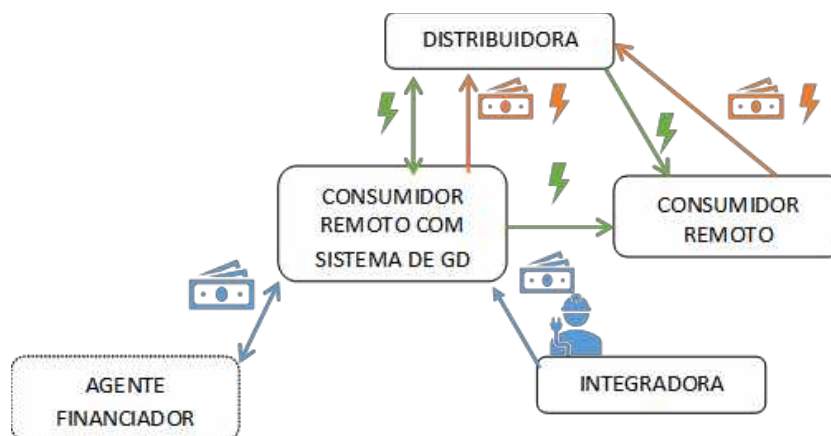 DISTRIBUIDORA
CONSUMIDOR
REMOTO COM
SISTEMA DE GD
CONSUMIDOR
REMOTO
AGENTE
FINANCIADOR
INTEGRADORA